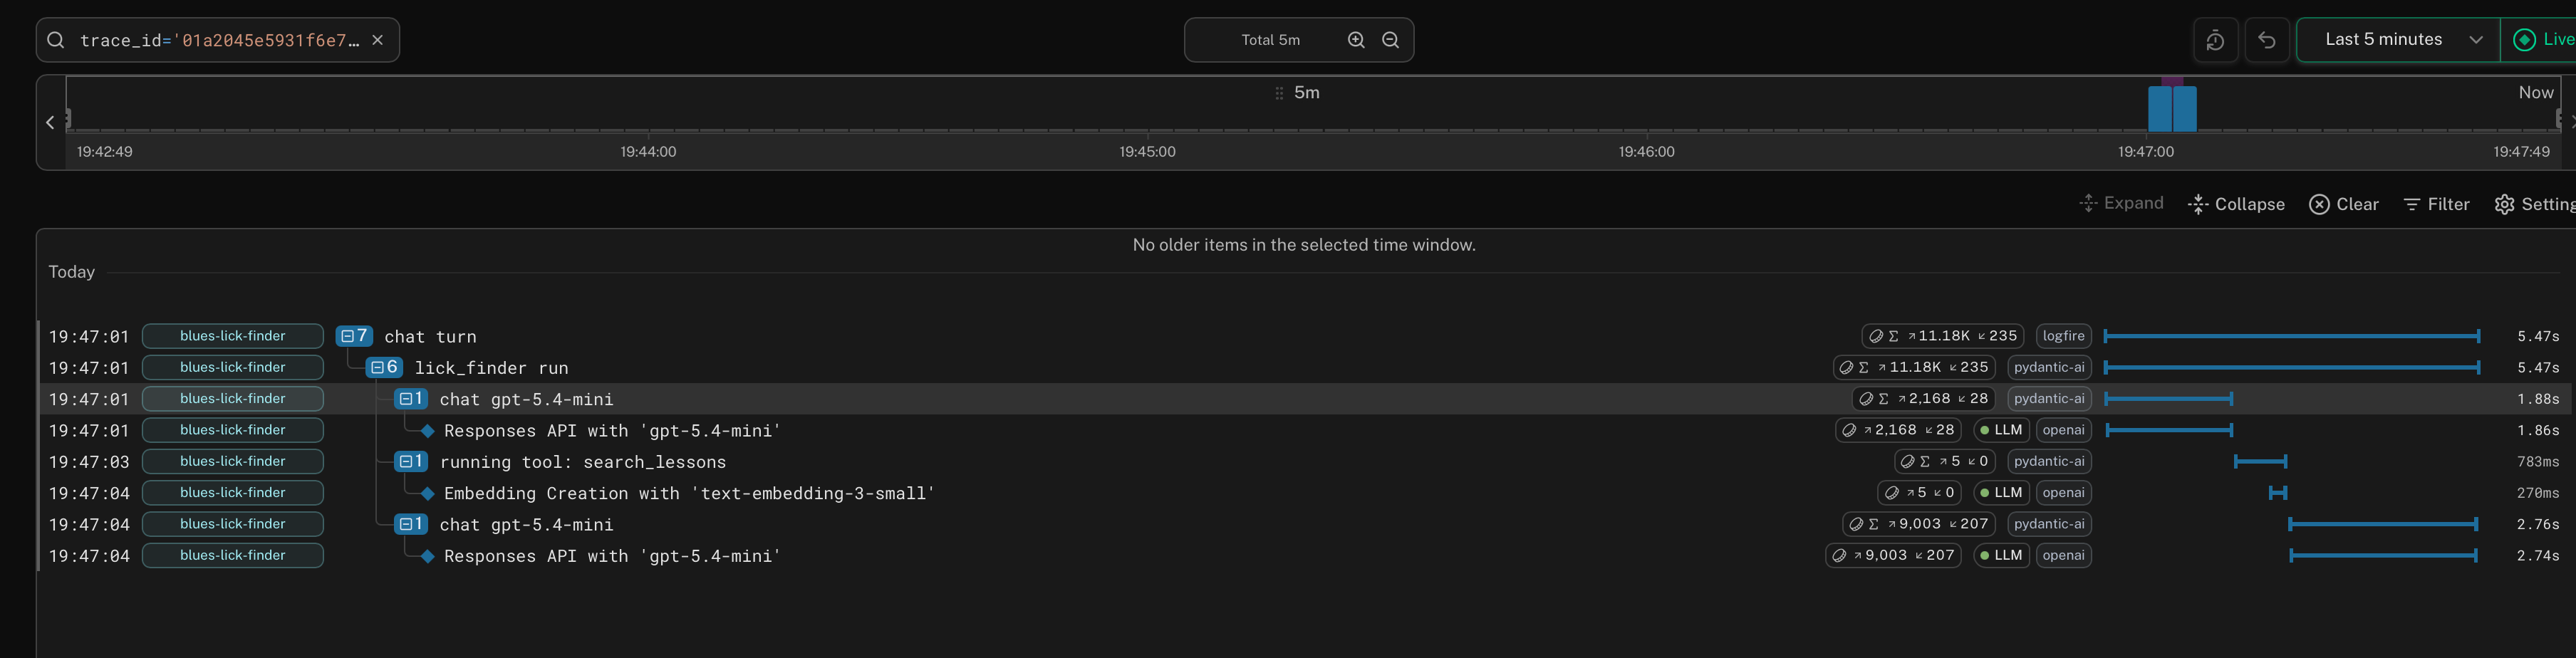 trace_id='01a2045e5931f6e7…
Total 5m
Last 5 minutes
Live
5m
Now
19:42:49 19:44:00 19:45:00 19:46:00 19:47:00 19:47:49
Expand Collapse Clear Filter Setting
No older items in the selected time window.
Today
19:47:01 blues-lick-finder 7 chat turn Σ 11.18K 235 logfire 5.47s
19:47:01 blues-lick-finder 6 lick_finder run Σ 11.18K 235 pydantic-ai 5.47s
19:47:01 blues-lick-finder 1 chat gpt-5.4-mini Σ 2,168 28 pydantic-ai 1.88s
19:47:01 blues-lick-finder Responses API with 'gpt-5.4-mini' 2,168 28 LLM openai 1.86s
19:47:03 blues-lick-finder 1 running tool: search_lessons Σ 5 0 pydantic-ai 783ms
19:47:04 blues-lick-finder Embedding Creation with 'text-embedding-3-small' 5 0 LLM openai 270ms
19:47:04 blues-lick-finder 1 chat gpt-5.4-mini Σ 9,003 207 pydantic-ai 2.76s
19:47:04 blues-lick-finder Responses API with 'gpt-5.4-mini' 9,003 207 LLM openai 2.74s